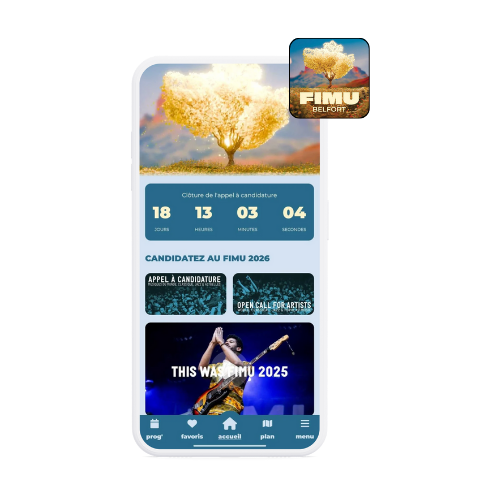 FIMU
BELFORT
Clôture de l'appel à candidature
18 13 03 04
JOURS HEURES MINUTES SECONDES
CANDIDATEZ AU FIMU 2026
APPEL À CANDIDATURE
OPEN CALL FOR ARTISTS
THIS WAS FIMU 2025
prog' favoris accueil plan menu